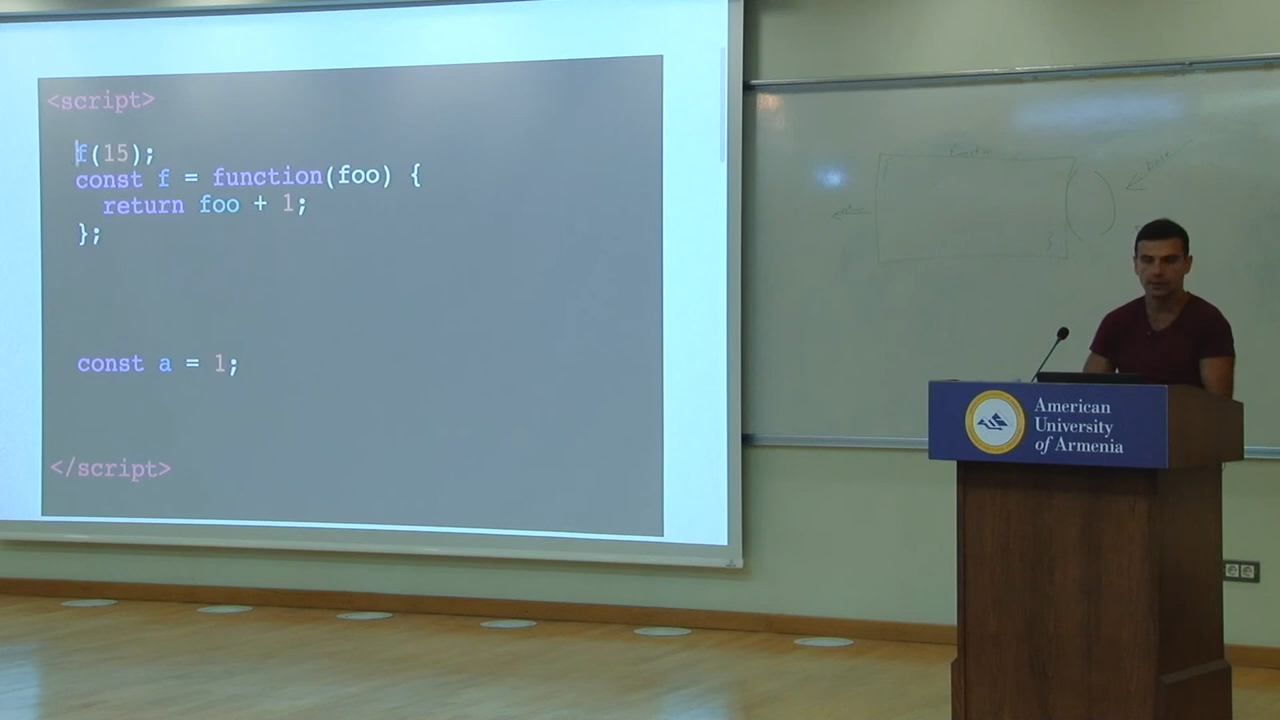 <script>
f(15);
const f = function(foo) {
return foo + 1;
};
const a = 1;
</script>
American
University
of Armenia